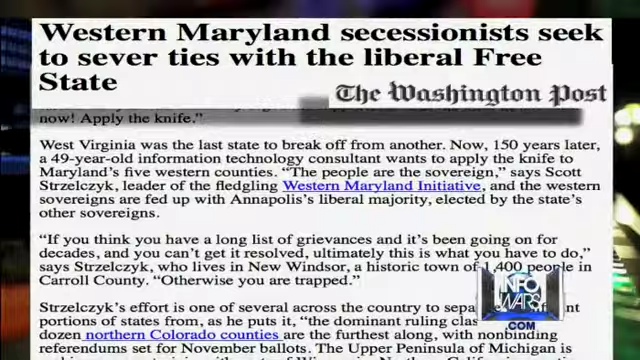 Western Maryland secessionists seek
to sever ties with the liberal Free
State
The Washington Post
now! Apply the knife.”
West Virginia was the last state to break off from another. Now, 150 years later,
a 49-year-old information technology consultant wants to apply the knife to
Maryland’s five western counties. “The people are the sovereign,” says Scott
Strzelczyk, leader of the fledgling Western Maryland Initiative, and the western
sovereigns are fed up with Annapolis’s liberal majority, elected by the state’s
other sovereigns.
“If you think you have a long list of grievances and it’s been going on for
decades, and you can’t get it resolved, ultimately this is what you have to do,”
says Strzelczyk, who lives in New Windsor, a historic town of 1,400 people in
Carroll County. “Otherwise you are trapped.”
Strzelczyk’s effort is one of several across the country to
portions of states from, as he puts it, “the dominant ruling
dozen northern Colorado counties are the furthest along, with nonbinding
referendums set for November ballots. The Upper Peninsula of Michigan is
INFO
WARS
.COM